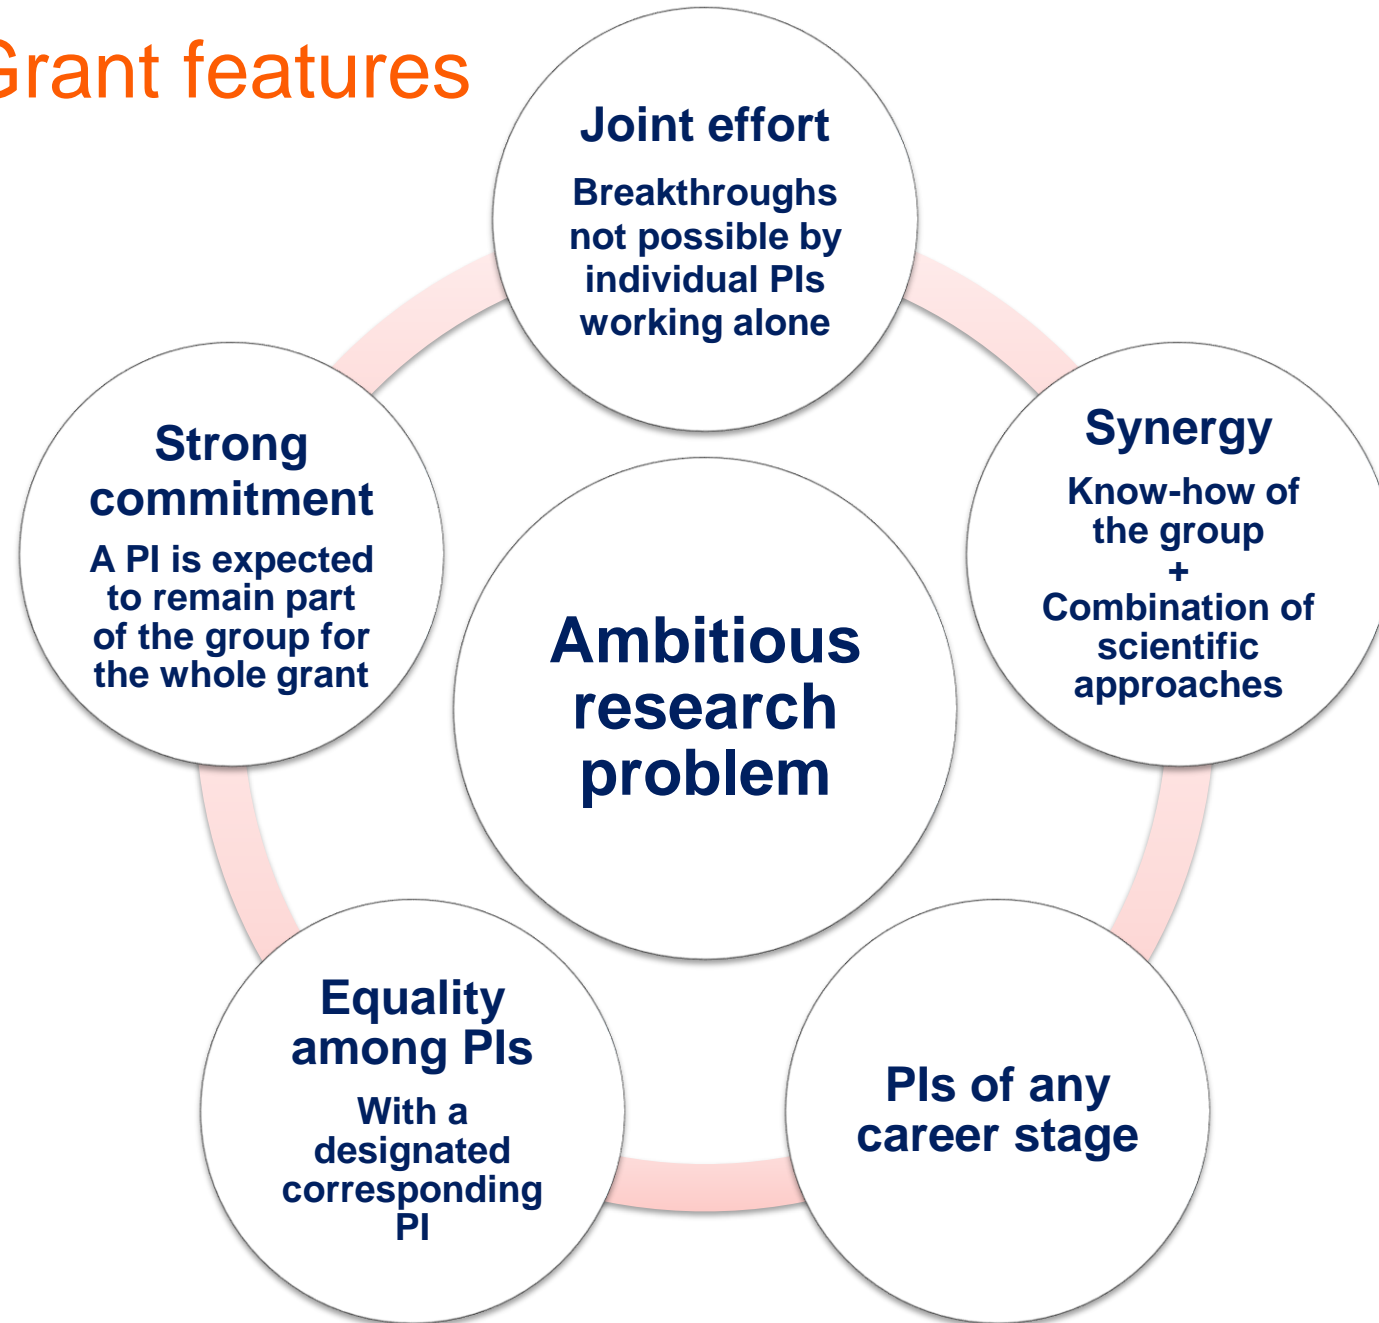 Grant features
Joint effort
Breakthroughs
not possible by
individual PIs
working alone
Synergy
Know-how of
the group
+
Combination of
scientific
approaches
PIs of any
career stage
Equality
among PIs
With a
designated
corresponding
PI
Strong
commitment
A PI is expected
to remain part
of the group for
the whole grant
Ambitious
research
problem